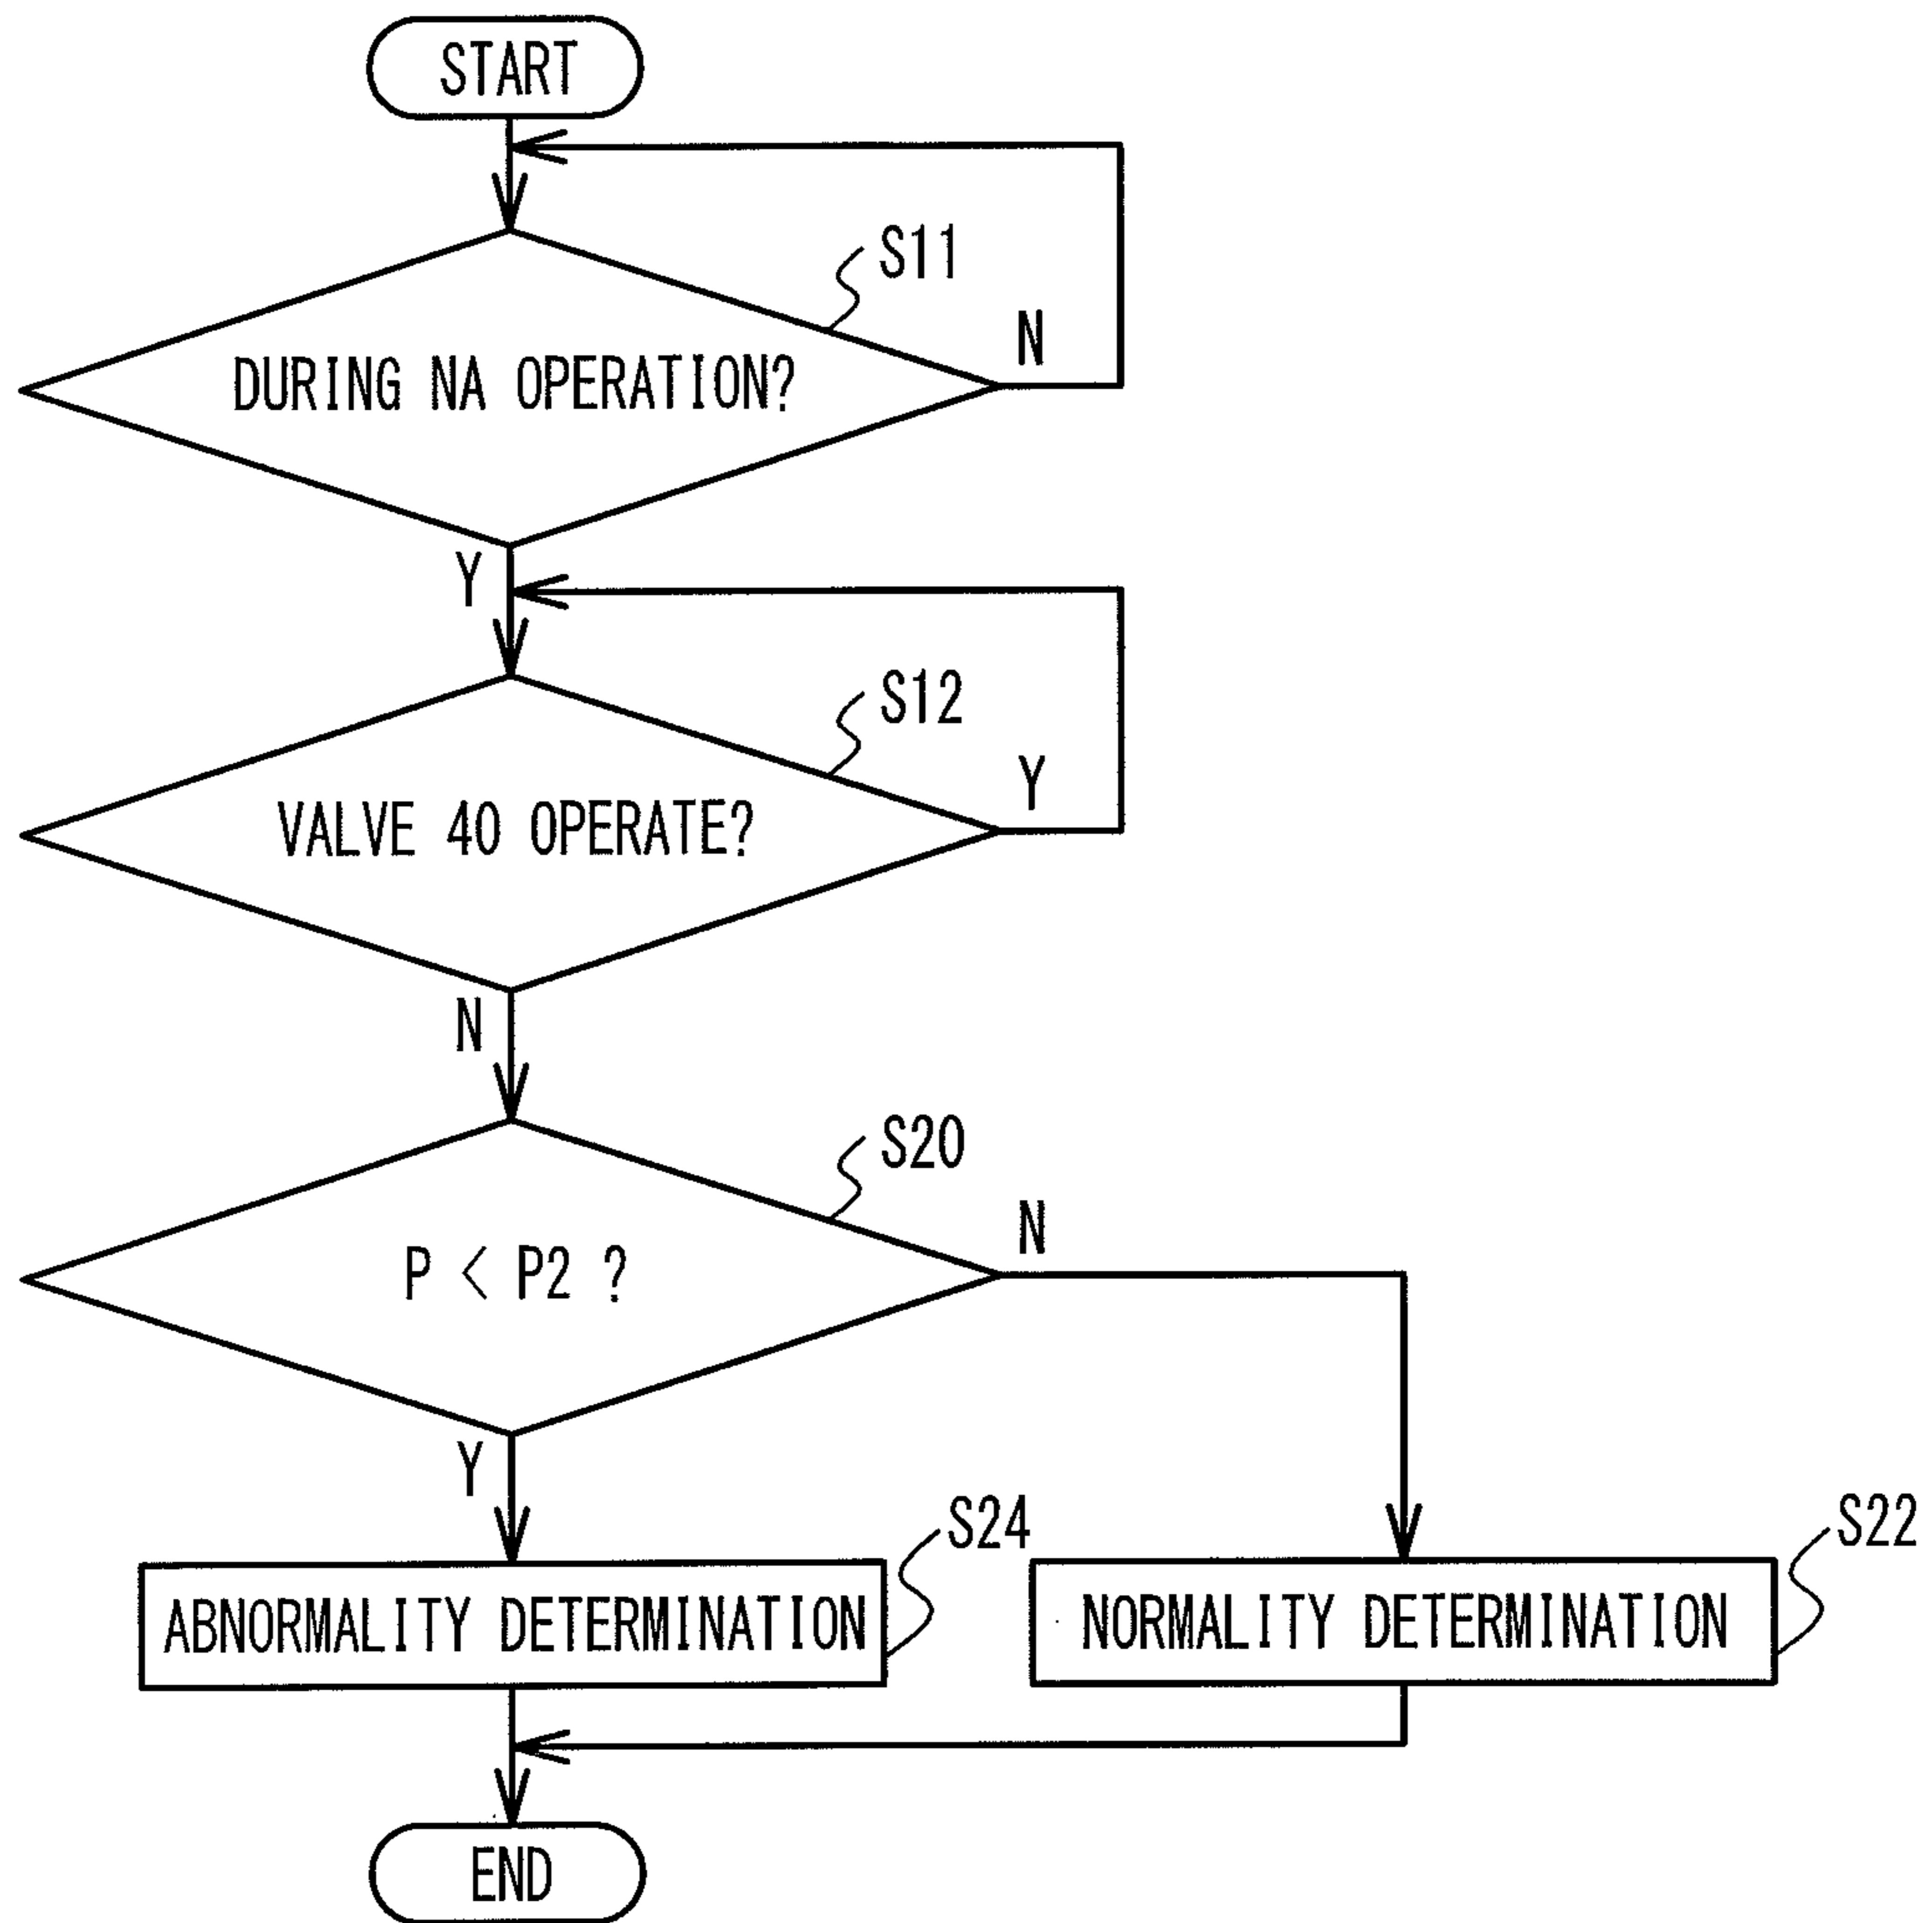 START
S11
DURING NA OPERATION?
N
Y
S12
VALVE 40 OPERATE?
Y
N
S20
P < P2 ?
N
Y
S24
ABNORMALITY DETERMINATION
S22
NORMALITY DETERMINATION
END